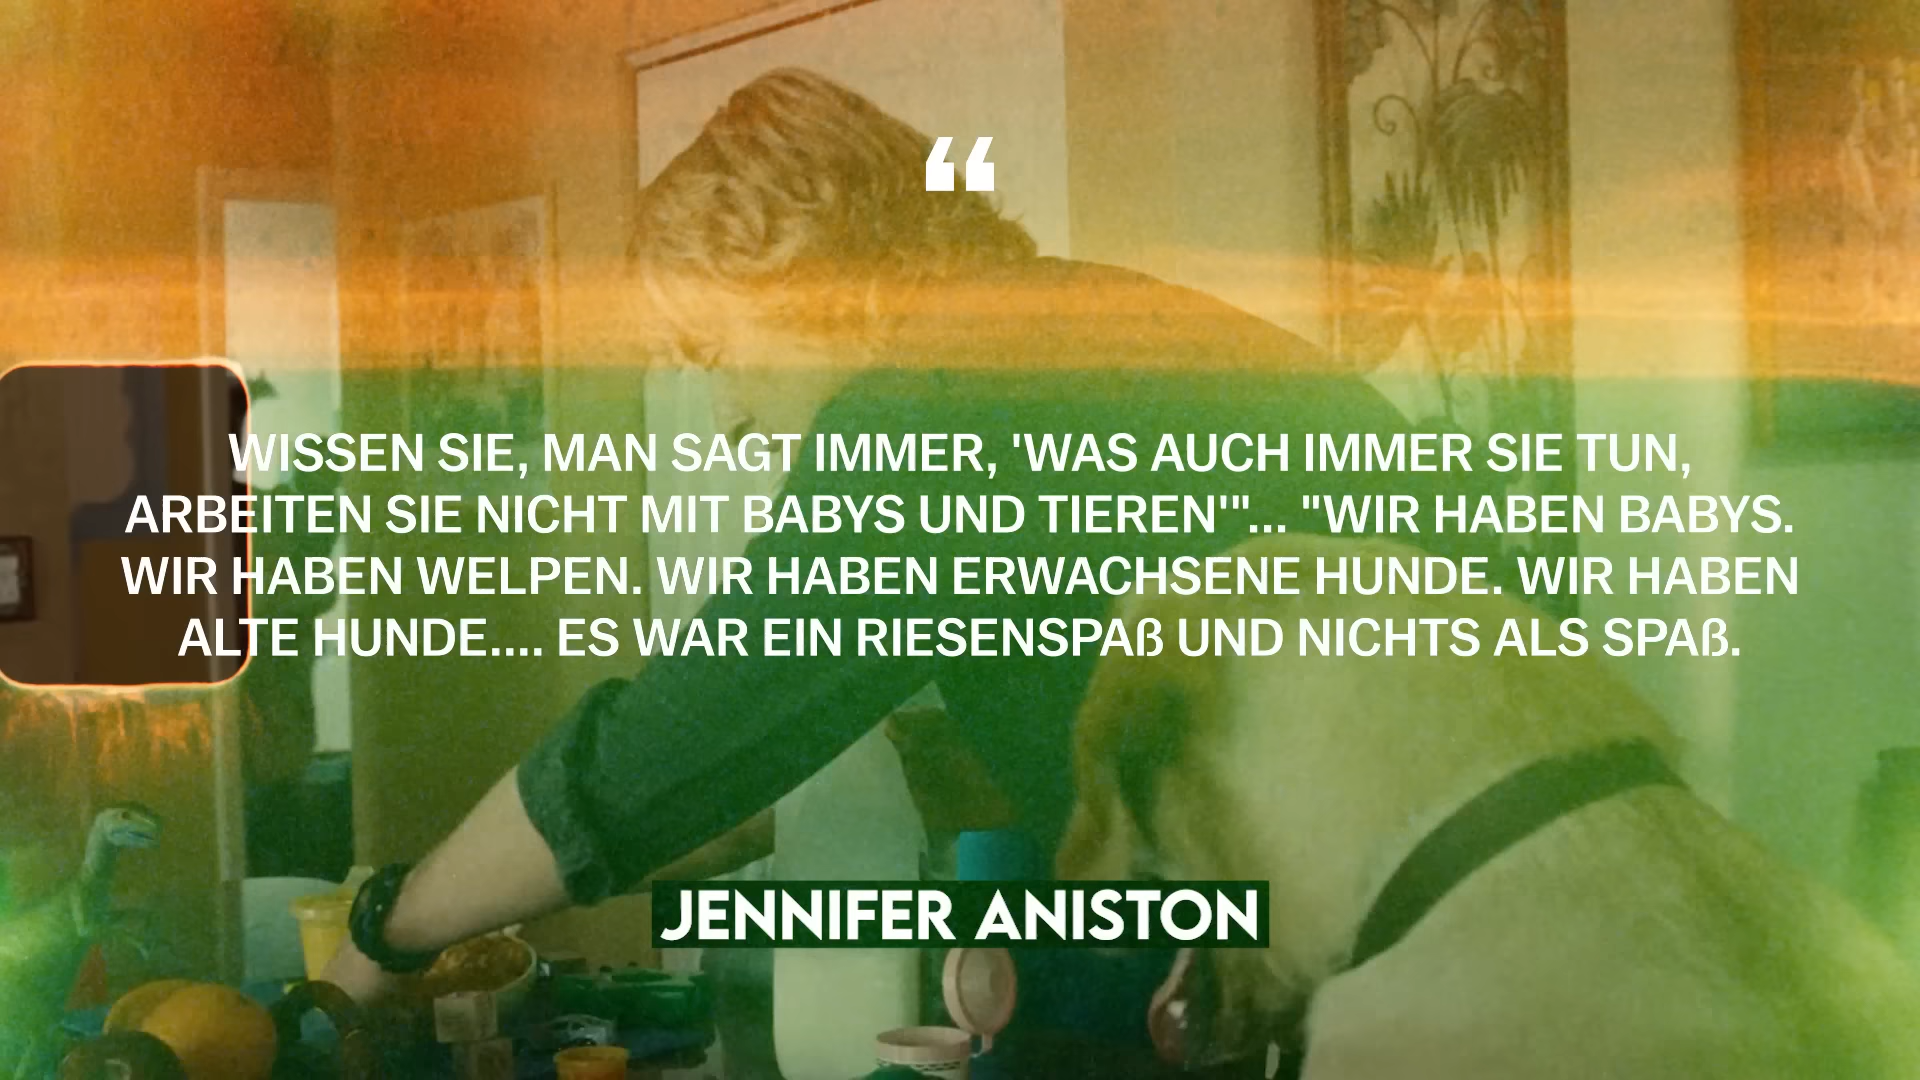 “
WISSEN SIE, MAN SAGT IMMER, 'WAS AUCH IMMER SIE TUN,
ARBEITEN SIE NICHT MIT BABYS UND TIEREN'"... "WIR HABEN BABYS.
WIR HABEN WELPEN. WIR HABEN ERWACHSENE HUNDE. WIR HABEN
ALTE HUNDE.... ES WAR EIN RIESENSPAß UND NICHTS ALS SPAß.
JENNIFER ANISTON